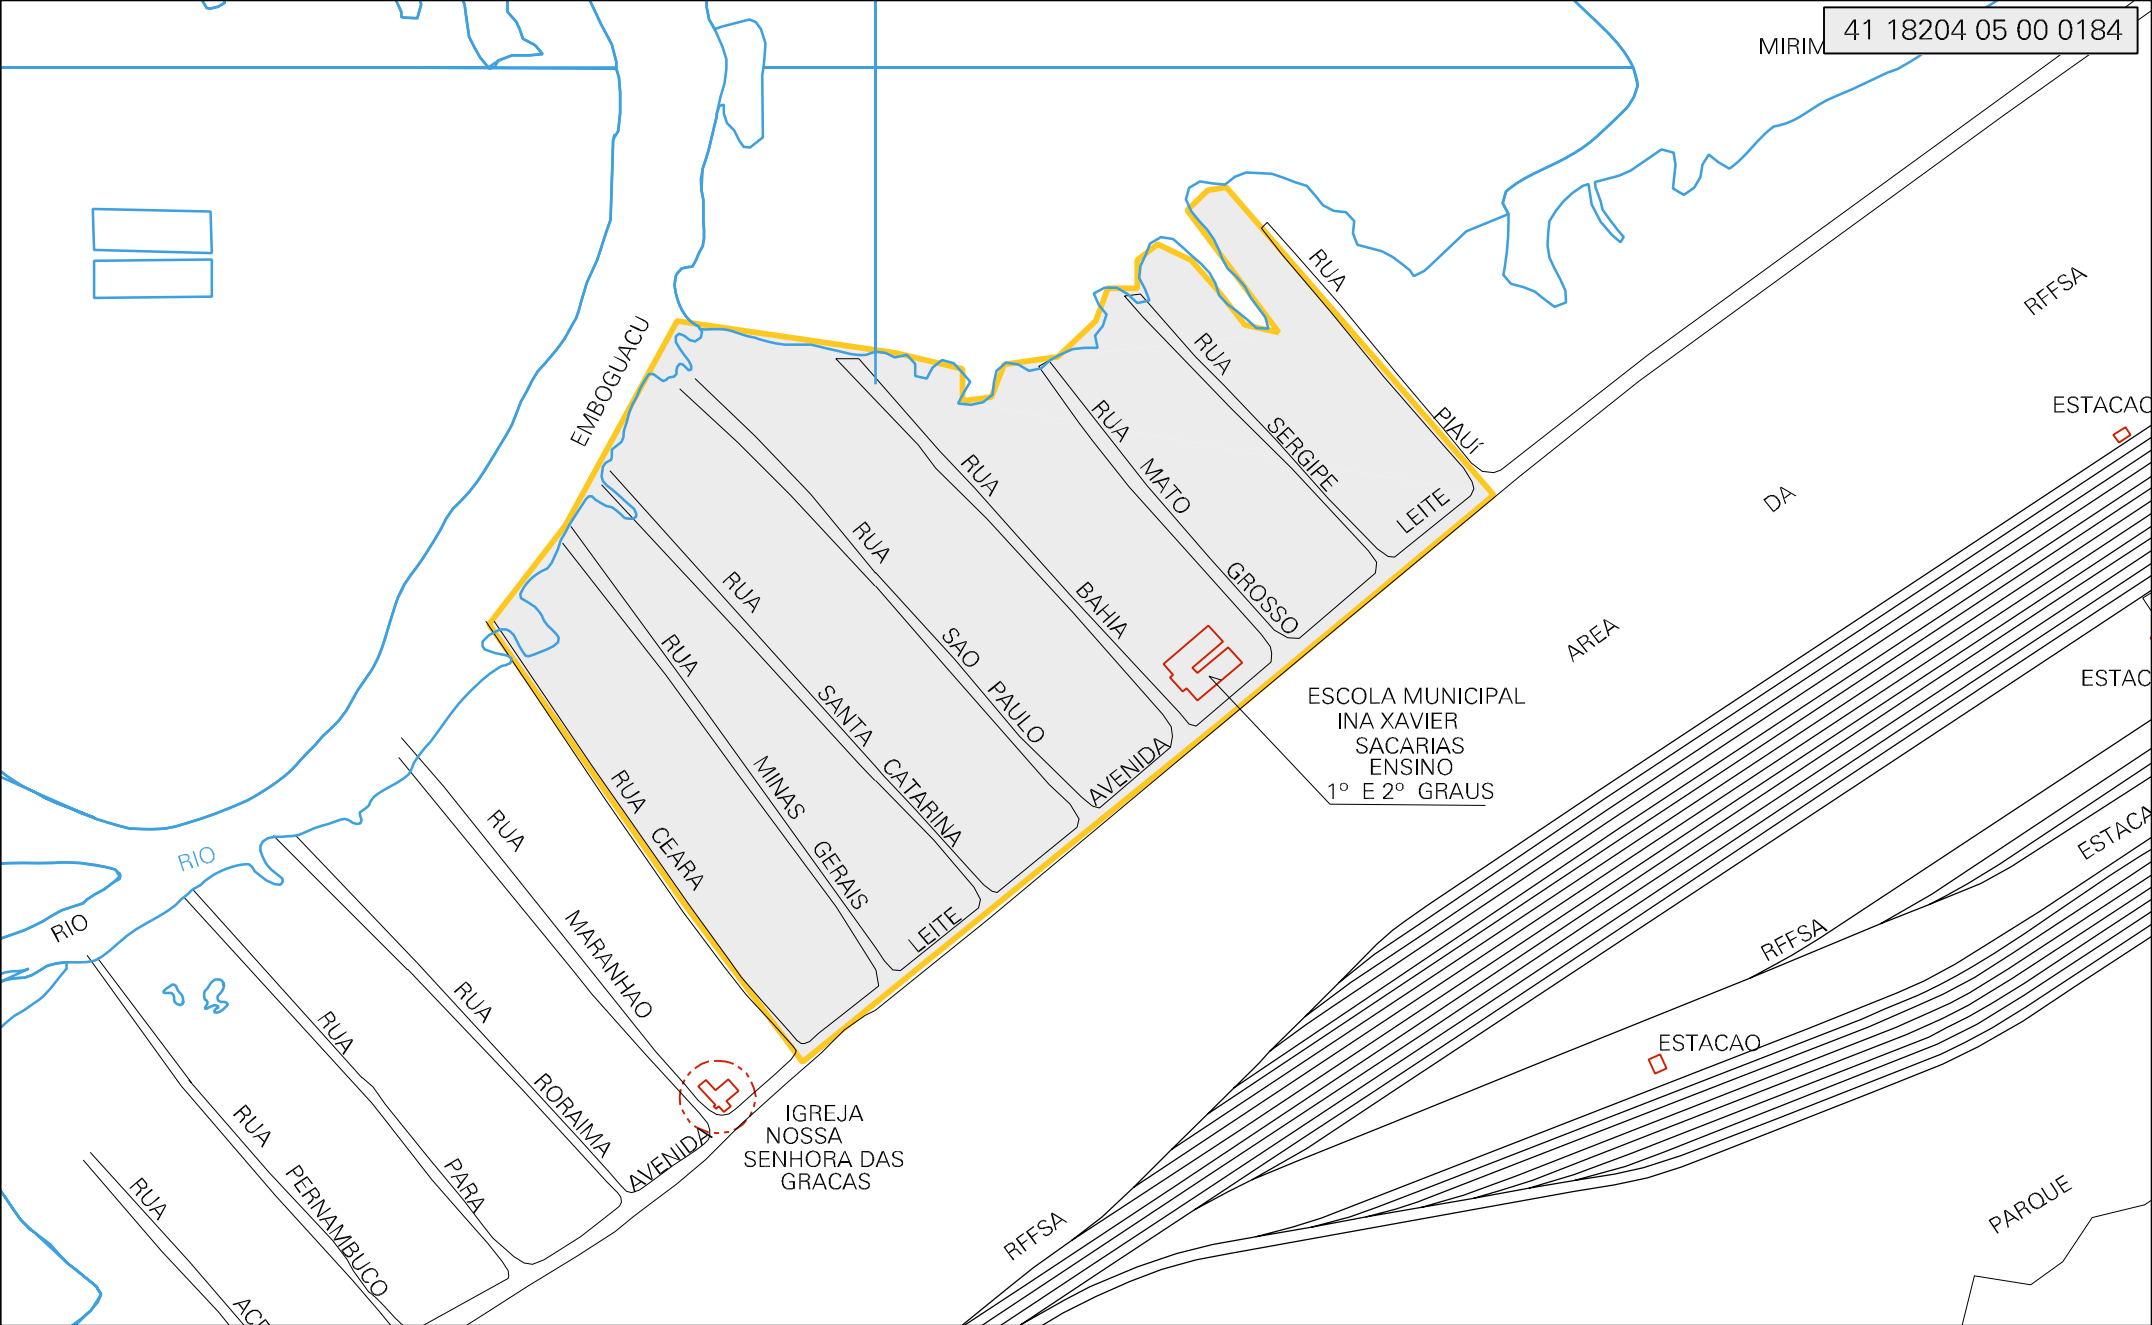 41 18204 05 00 0184
RUA
RFFSA
EMBOGUACU
RUA
ESTACAO
RUA
PIAUí
RUA
SERGIPE
MATO
LEITE
DA
RUA
RUA
GROSSO
RUA
BAHIA
AREA
RUA
SAO
ESTAC
PAULO
SANTA
ESCOLA MUNICIPAL
INA XAVIER
SACARIAS
ENSINO
1º E 2º GRAUS
AVENIDA
RUA
MINAS
CATARINA
RUA
RIO
CEARA
GERAIS
ESTACA
RIO
LEITE
RFFSA
MARANHAO
RUA
RUA
ESTACAO
RUA
RORAIMA
IGREJA
NOSSA
SENHORA DAS
GRACAS
AVENIDA
PARA
RUA
PERNAMBUCO
PARQUE
RFFSA